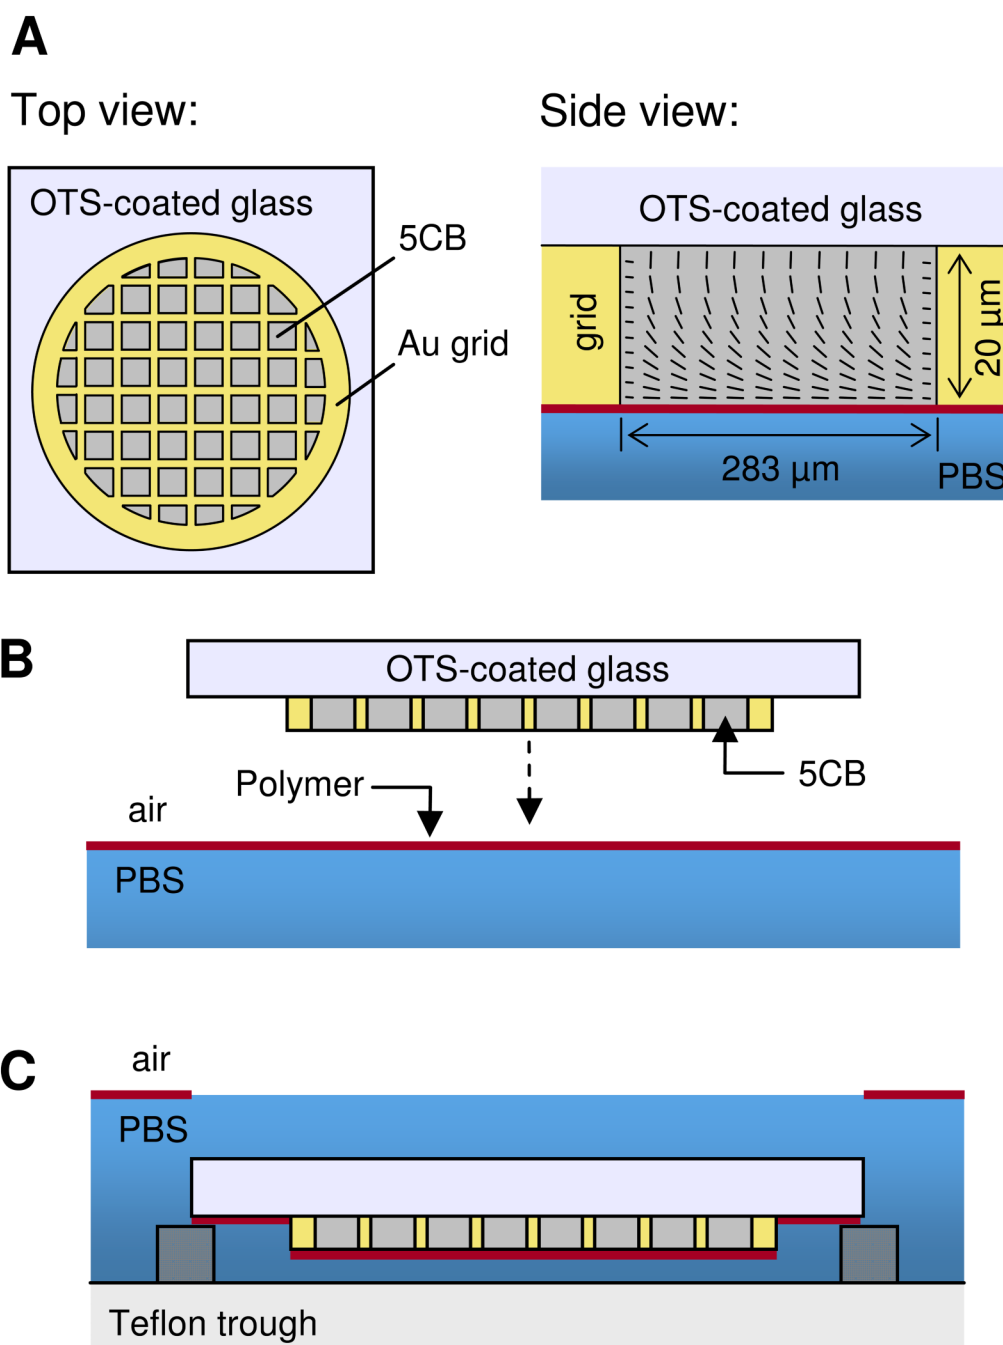 A
Top view:
Side view:
OTS-coated glass
5CB
Au grid
OTS-coated glass
grid
20 µm
283 µm
PBS
B
OTS-coated glass
Polymer
5CB
air
PBS
C
air
PBS
Teflon trough